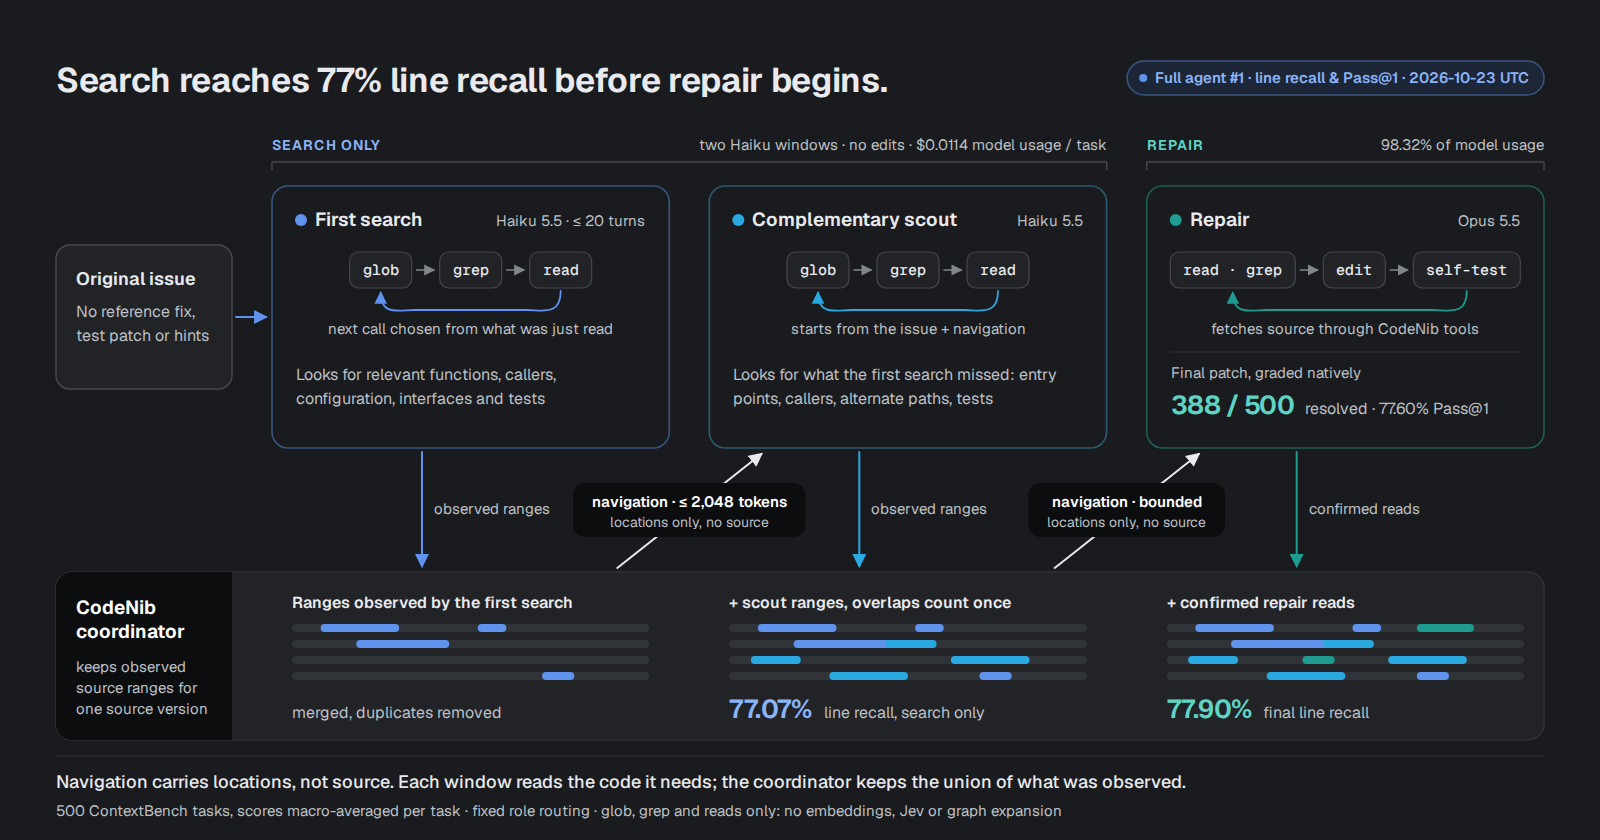 Search reaches 77% line recall before repair begins.
Full agent #1 · line recall & Pass@1 · 2026-10-23 UTC
SEARCH ONLY
two Haiku windows · no edits · $0.0114 model usage / task
REPAIR
98.32% of model usage
Original issue
No reference fix,
test patch or hints
First search
Haiku 5.5 · ≤ 20 turns
glob
grep
read
next call chosen from what was just read
Looks for relevant functions, callers,
configuration, interfaces and tests
Complementary scout
Haiku 5.5
glob
grep
read
starts from the issue + navigation
Looks for what the first search missed: entry
points, callers, alternate paths, tests
Repair
Opus 5.5
read · grep
edit
self-test
fetches source through CodeNib tools
Final patch, graded natively
388 / 500 resolved · 77.60% Pass@1
observed ranges
navigation · ≤ 2,048 tokens
locations only, no source
observed ranges
navigation · bounded
locations only, no source
confirmed reads
CodeNib
coordinator
keeps observed
source ranges for
one source version
Ranges observed by the first search
merged, duplicates removed
+ scout ranges, overlaps count once
77.07% line recall, search only
+ confirmed repair reads
77.90% final line recall
Navigation carries locations, not source. Each window reads the code it needs; the coordinator keeps the union of what was observed.
500 ContextBench tasks, scores macro-averaged per task · fixed role routing · glob, grep and reads only: no embeddings, Jev or graph expansion